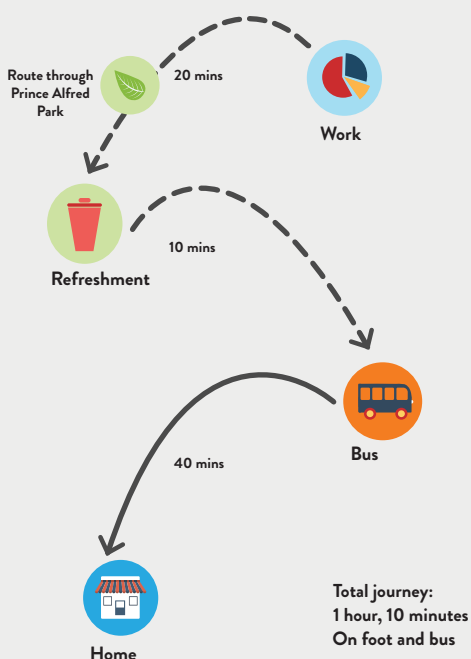 Route through
Prince Alfred
Park
20 mins
Work
Refreshment
10 mins
Bus
40 mins
Home
Total journey:
1 hour, 10 minutes
On foot and bus